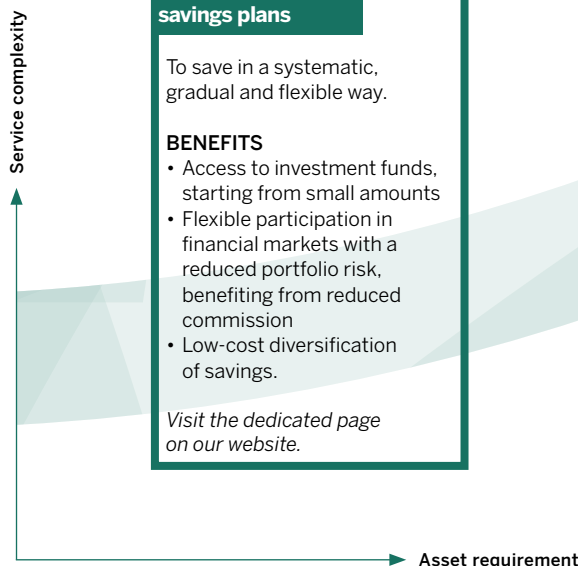 savings plans
Service complexity
To save in a systematic,
gradual and flexible way.
BENEFITS
• Access to investment funds,
starting from small amounts
• Flexible participation in
financial markets with a
reduced portfolio risk,
benefiting from reduced
commission
• Low-cost diversification
of savings.
Visit the dedicated page
on our website.
Asset requirement